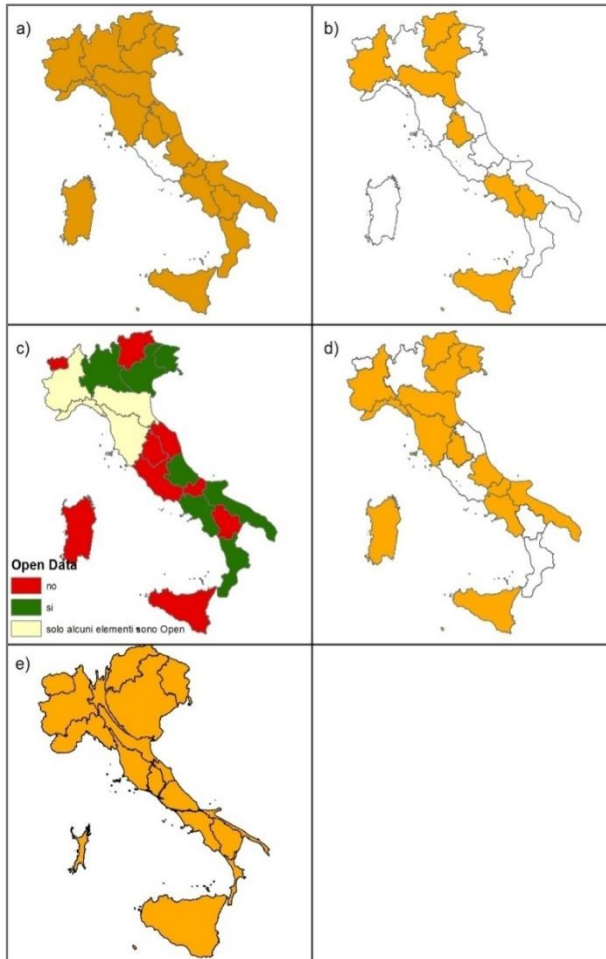 a)
b)
c)
d)
Open Data
no
si
solo alcuni elementi sono Open
e)